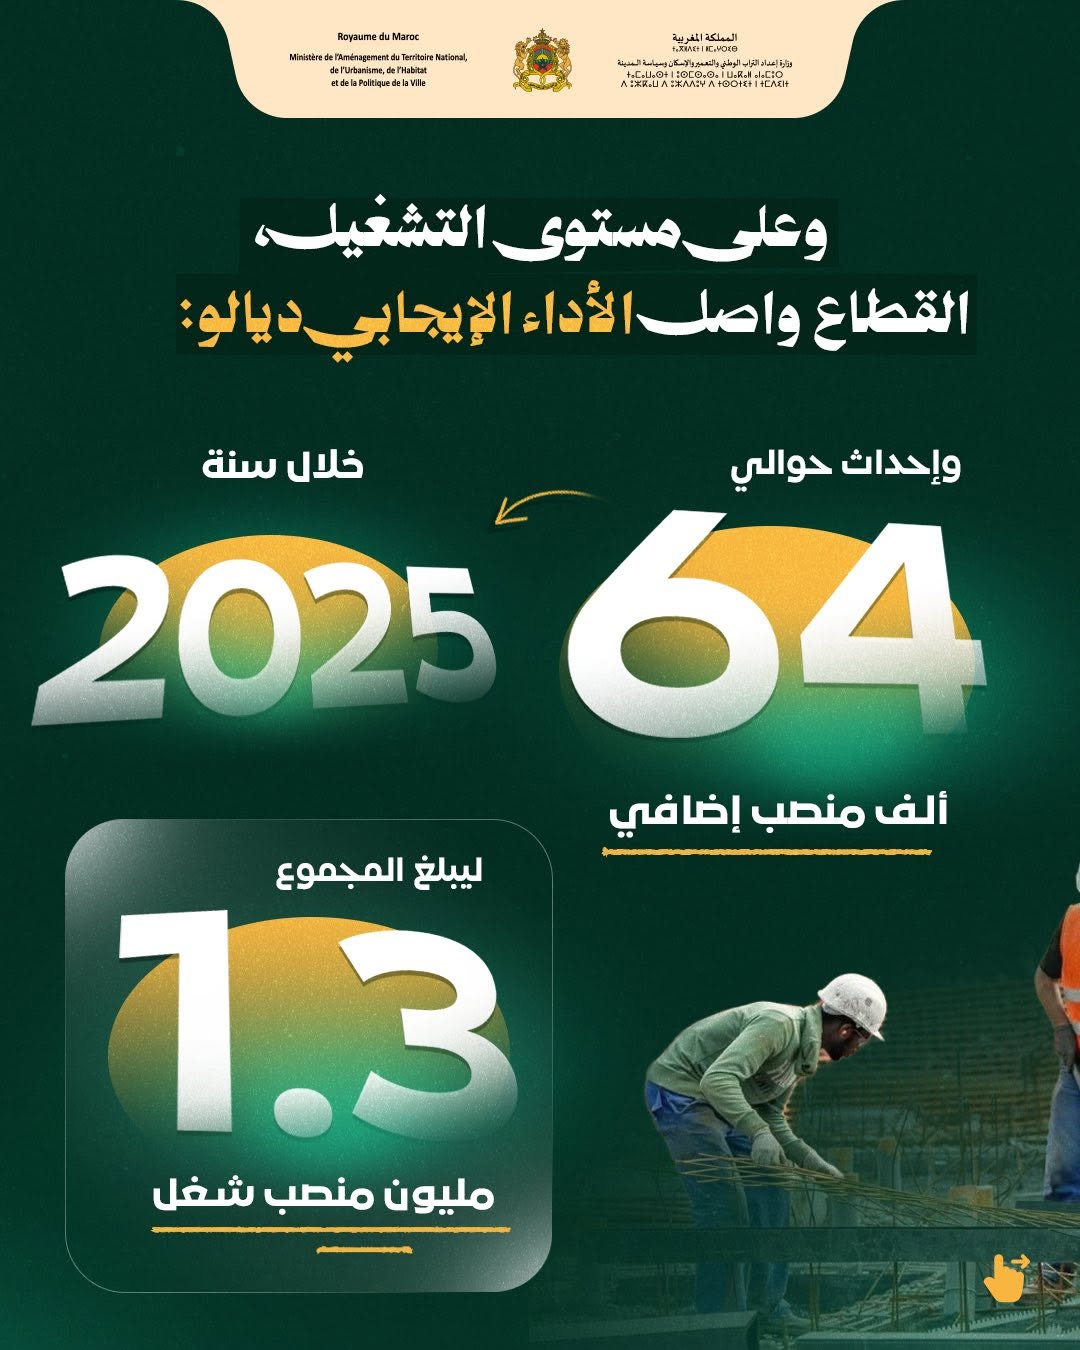 Royaume du Maroc
Ministère de l'Aménagement du Territoire National,
de l'Urbanisme, de l'Habitat
et de la Politique de la Ville
المملكة المغربية
ⵜⴰⴳⵍⴷⵉⵜ ⵏ ⵍⵎⵖⵔⵉⴱ
وزارة إعداد التراب الوطني والتعمير والإسكان وسياسة المدينة
وعلى مستوى التشغيل،
القطاع واصل الأداء الإيجابي ديالو:
وإحداث حوالي
64
ألف منصب إضافي
خلال سنة
2025
ليبلغ المجموع
1.3
مليون منصب شغل